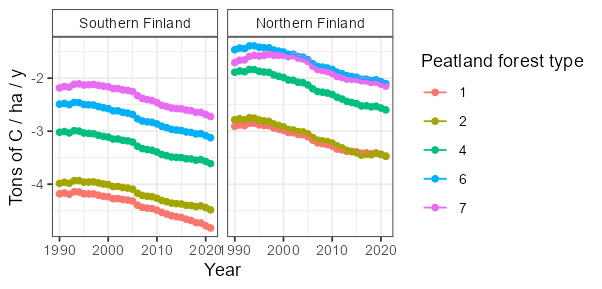 Southern Finland Northern Finland
Peatland forest type
1
2
4
6
7
-2
-3
-4
Tons of C / ha / y
1990 2000 2010 2020 1990 2000 2010 2020
Year